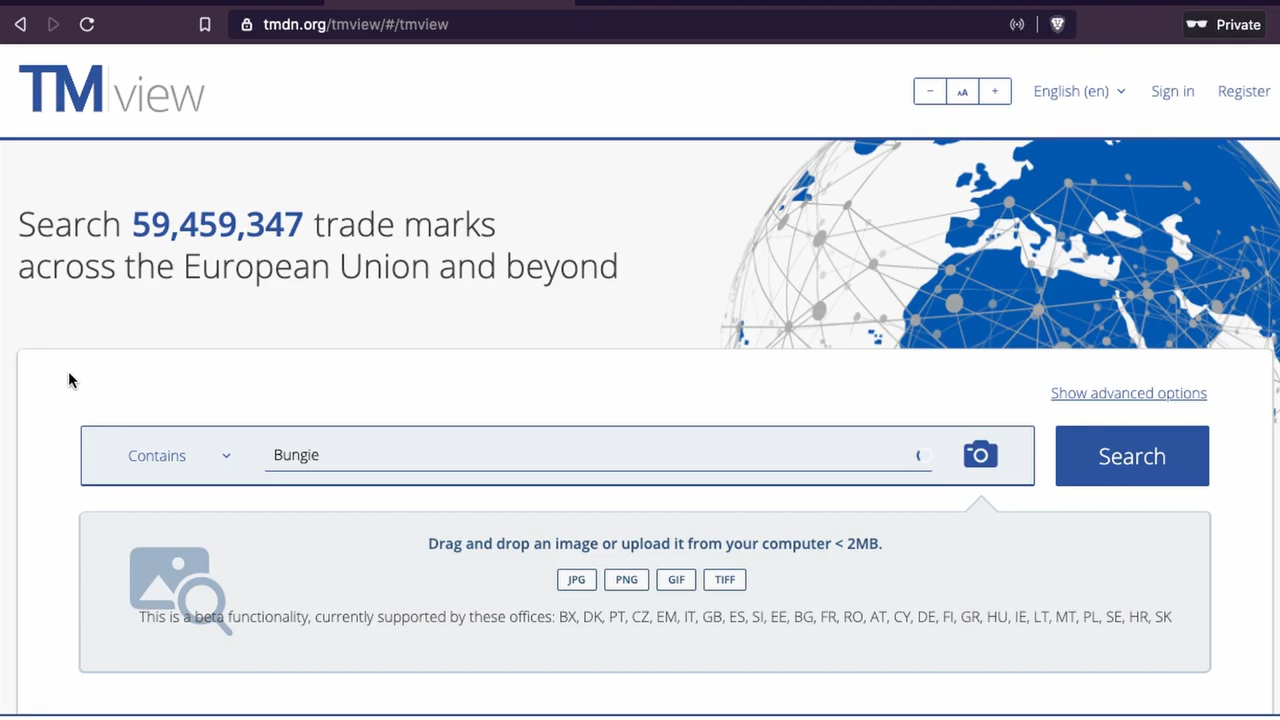 tmdn.org/tmview/#/tmview
Private
TM view
− AA +
English (en)
Sign in
Register
Search 59,459,347 trade marks
across the European Union and beyond
Show advanced options
Contains
Bungie
Search
Drag and drop an image or upload it from your computer < 2MB.
JPG PNG GIF TIFF
This is a beta functionality, currently supported by these offices: BX, DK, PT, CZ, EM, IT, GB, ES, SI, EE, BG, FR, RO, AT, CY, DE, FI, GR, HU, IE, LT, MT, PL, SE, HR, SK